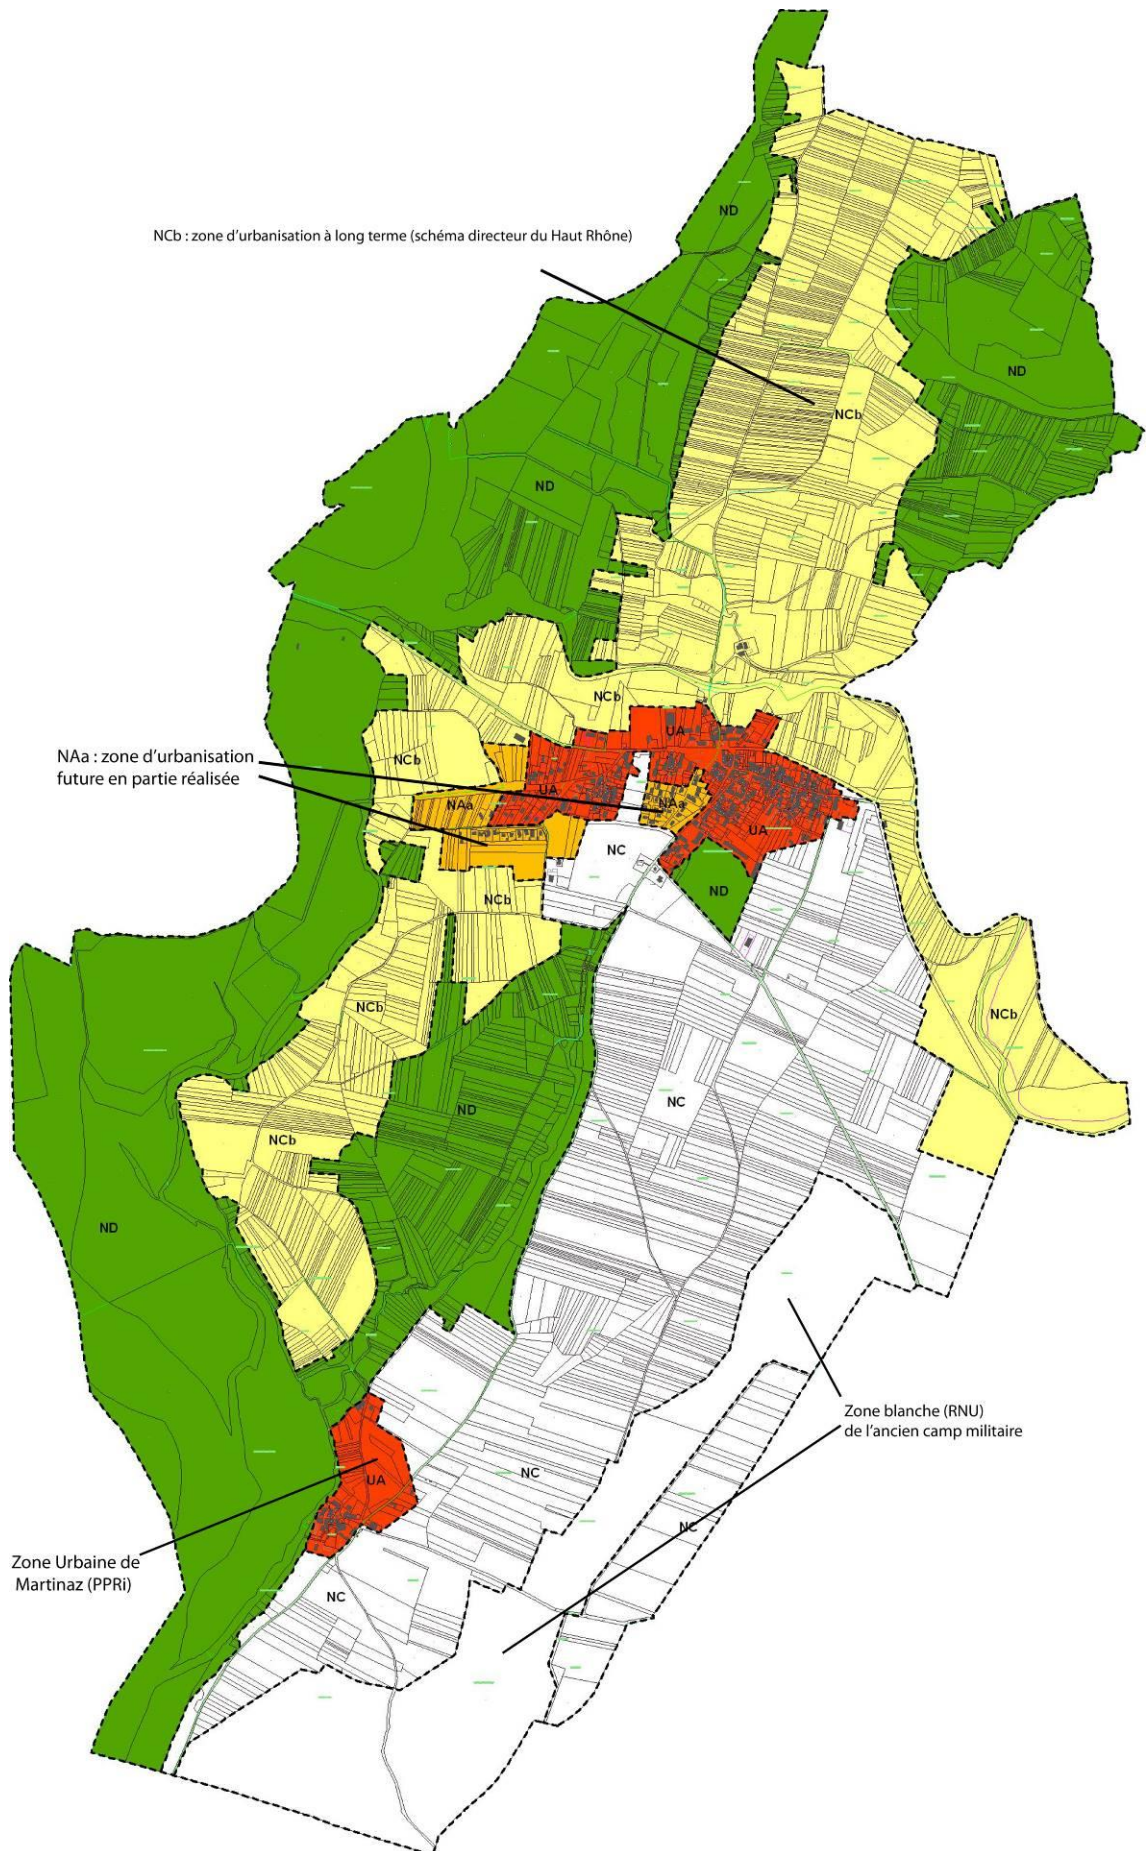 ND
NCb : zone d'urbanisation à long terme (schéma directeur du Haut Rhône)
ND
NCb
ND
NCb
UA
NAa : zone d'urbanisation
future en partie réalisée
NCb
UA
NAa
NAa
UA
NC
ND
NCb
NCb
NCb
ND
NC
NCb
ND
Zone blanche (RNU)
de l'ancien camp militaire
NC
UA
NC
Zone Urbaine de
Martinaz (PPRi)
NC